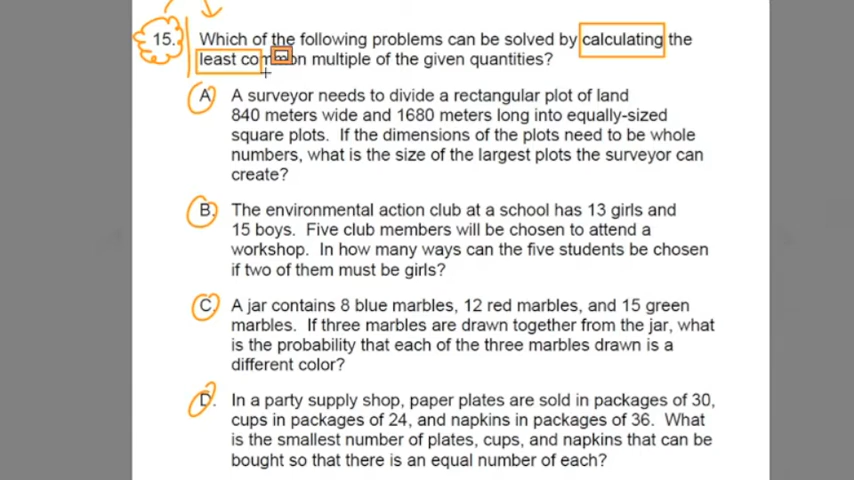 15. Which of the following problems can be solved by calculating the
least common multiple of the given quantities?
A. A surveyor needs to divide a rectangular plot of land
840 meters wide and 1680 meters long into equally-sized
square plots. If the dimensions of the plots need to be whole
numbers, what is the size of the largest plots the surveyor can
create?
B. The environmental action club at a school has 13 girls and
15 boys. Five club members will be chosen to attend a
workshop. In how many ways can the five students be chosen
if two of them must be girls?
C. A jar contains 8 blue marbles, 12 red marbles, and 15 green
marbles. If three marbles are drawn together from the jar, what
is the probability that each of the three marbles drawn is a
different color?
D. In a party supply shop, paper plates are sold in packages of 30,
cups in packages of 24, and napkins in packages of 36. What
is the smallest number of plates, cups, and napkins that can be
bought so that there is an equal number of each?